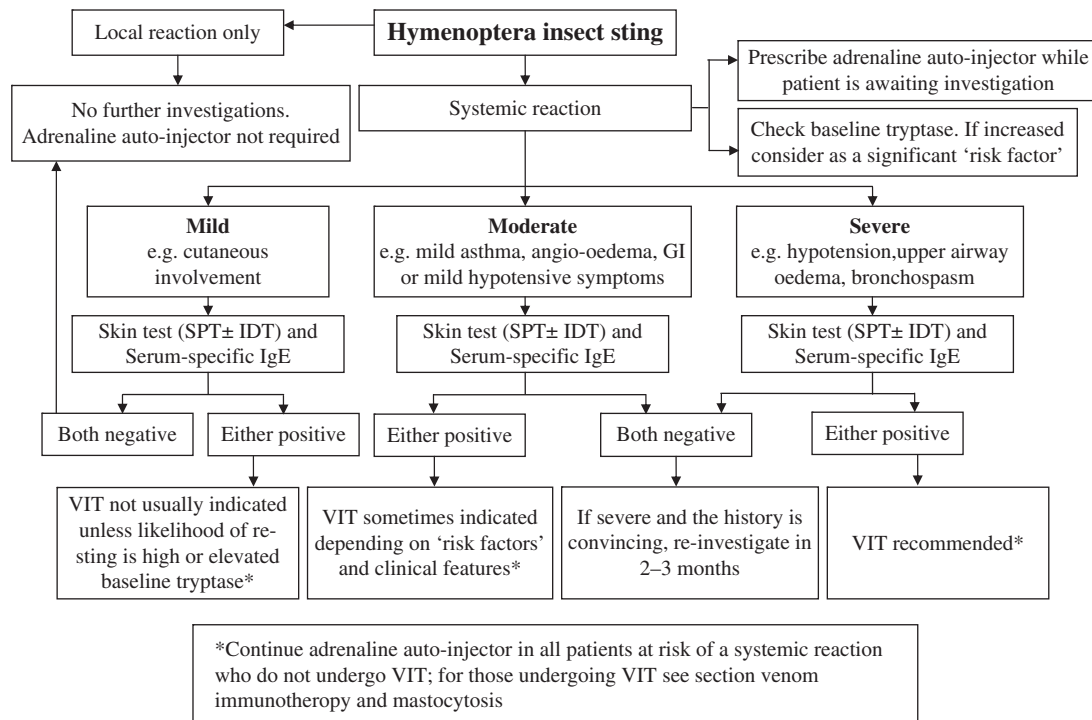 Local reaction only
Hymenoptera insect sting
Prescribe adrenaline auto-injector while
patient is awaiting investigation
No further investigations.
Adrenaline auto-injector not required
Systemic reaction
Check baseline tryptase. If increased
consider as a significant ‘risk factor’
Mild
e.g. cutaneous
involvement
Moderate
e.g. mild asthma, angio-oedema, GI
or mild hypotensive symptoms
Severe
e.g. hypotension,upper airway
oedema, bronchospasm
Skin test (SPT± IDT) and
Serum-specific IgE
Skin test (SPT± IDT) and
Serum-specific IgE
Skin test (SPT± IDT) and
Serum-specific IgE
Both negative
Either positive
Either positive
Both negative
Either positive
VIT not usually indicated
unless likelihood of re-
sting is high or elevated
baseline tryptase*
VIT sometimes indicated
depending on ‘risk factors’
and clinical features*
If severe and the history is
convincing, re-investigate in
2–3 months
VIT recommended*
*Continue adrenaline auto-injector in all patients at risk of a systemic reaction
who do not undergo VIT; for those undergoing VIT see section venom
immunotheropy and mastocytosis